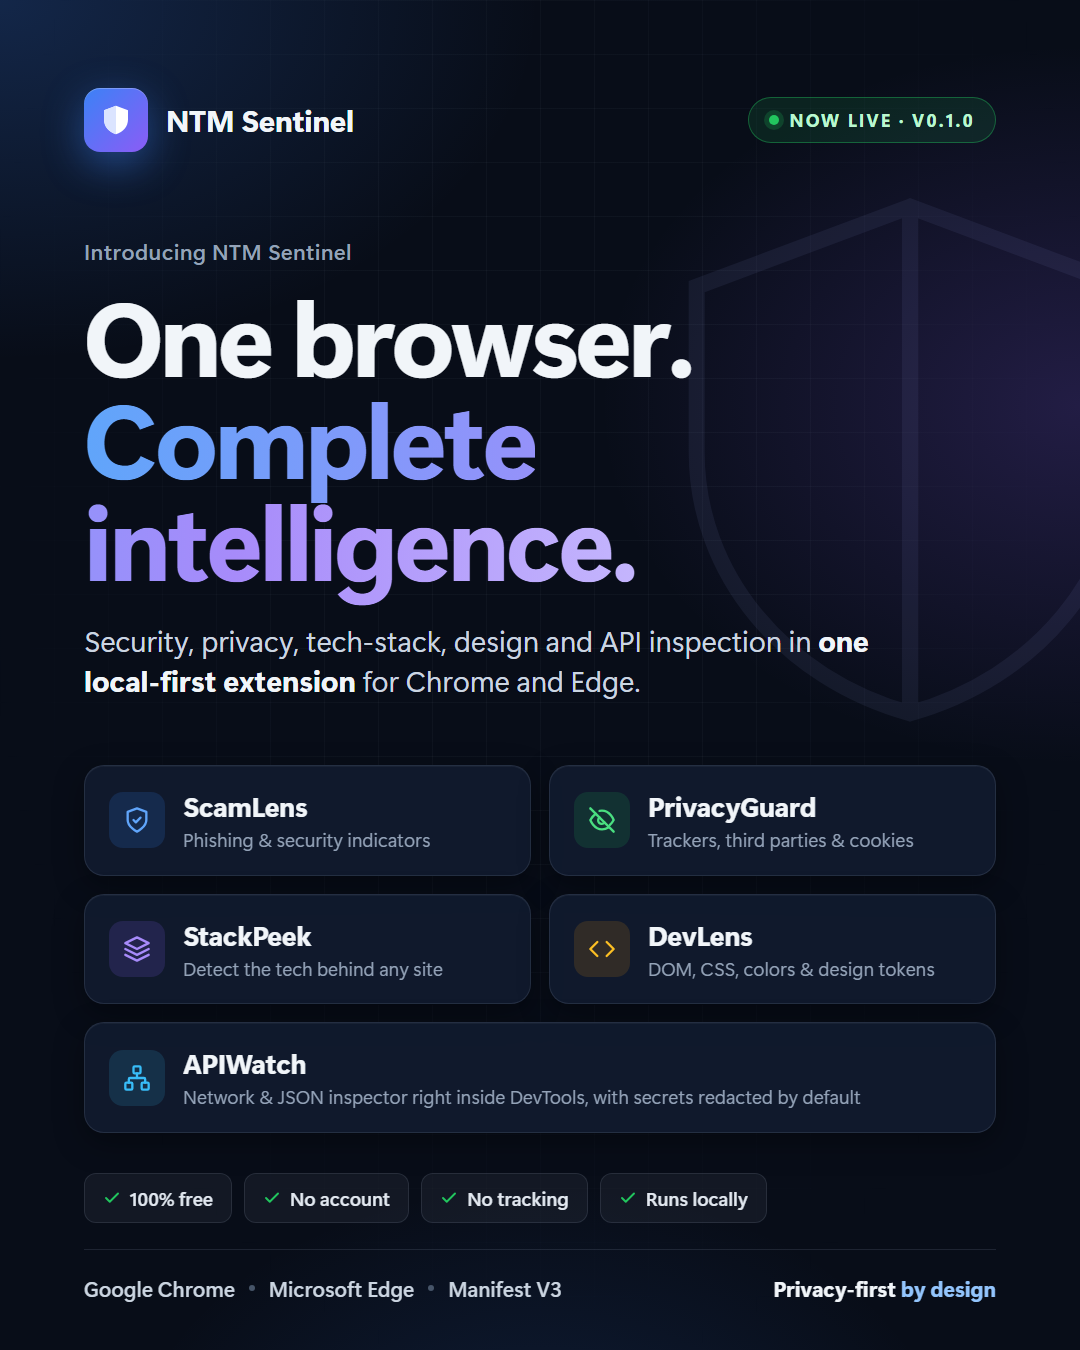 NTM Sentinel
NOW LIVE · V0.1.0
Introducing NTM Sentinel
One browser.
Complete
intelligence.
Security, privacy, tech-stack, design and API inspection in one
local-first extension for Chrome and Edge.
ScamLens
Phishing & security indicators
PrivacyGuard
Trackers, third parties & cookies
StackPeek
Detect the tech behind any site
DevLens
DOM, CSS, colors & design tokens
APIWatch
Network & JSON inspector right inside DevTools, with secrets redacted by default
100% free
No account
No tracking
Runs locally
Google Chrome • Microsoft Edge • Manifest V3
Privacy-first by design